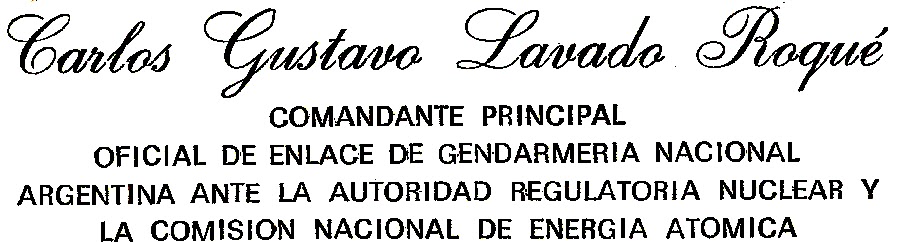 Carlos Gustavo Lavado Roqué
COMANDANTE PRINCIPAL
OFICIAL DE ENLACE DE GENDARMERIA NACIONAL
ARGENTINA ANTE LA AUTORIDAD REGULATORIA NUCLEAR Y
LA COMISION NACIONAL DE ENERGIA ATOMICA